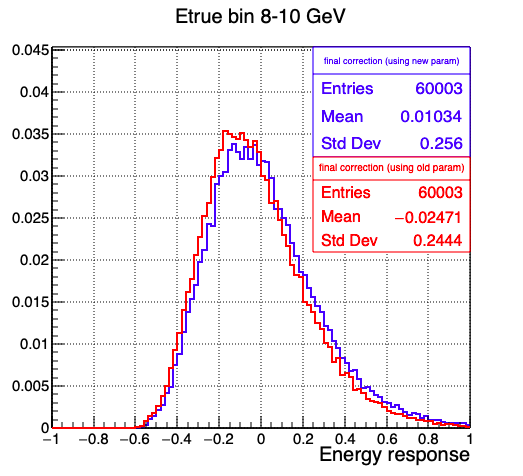 Etrue bin 8-10 GeV
0.045
0.04
0.035
0.03
0.025
0.02
0.015
0.01
0.005
0
final correction (using new param)
Entries 60003
Mean 0.01034
Std Dev 0.256
final correction (using old param)
Entries 60003
Mean −0.02471
Std Dev 0.2444
−1 −0.8 −0.6 −0.4 −0.2 0 0.2 0.4 0.6 0.8 1
Energy response